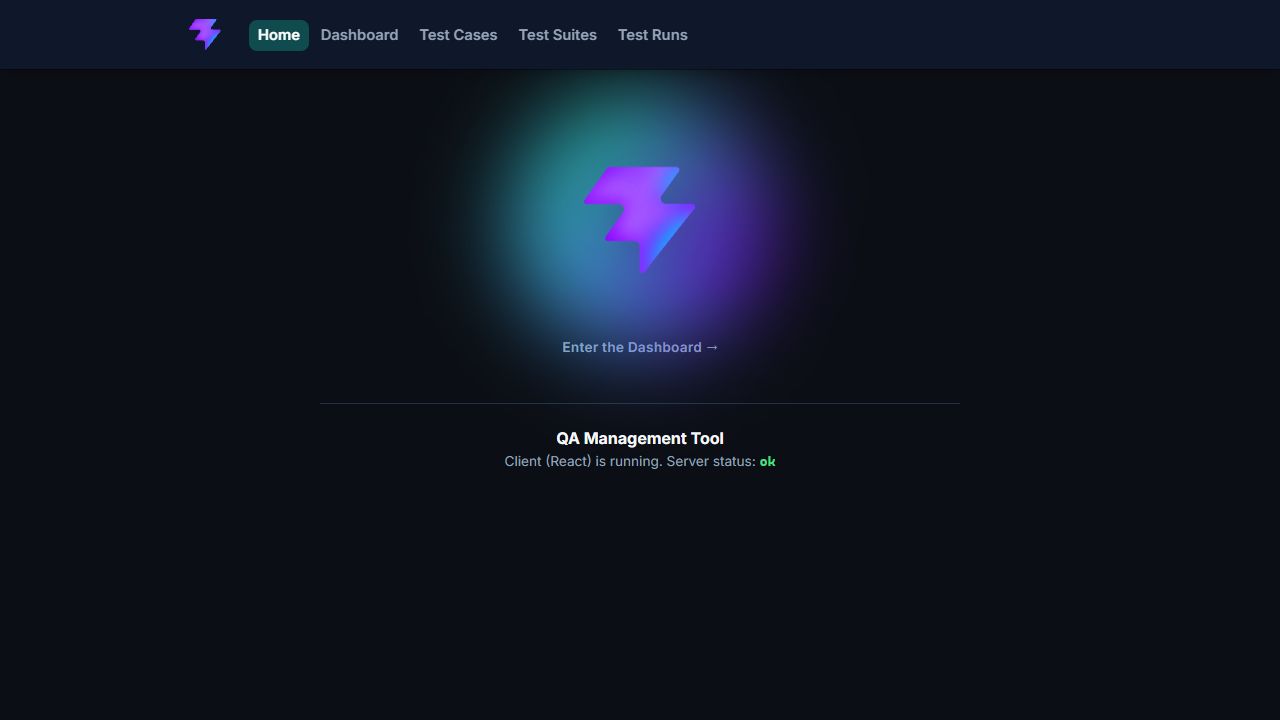 Home Dashboard Test Cases Test Suites Test Runs
Enter the Dashboard →
QA Management Tool
Client (React) is running. Server status: ok